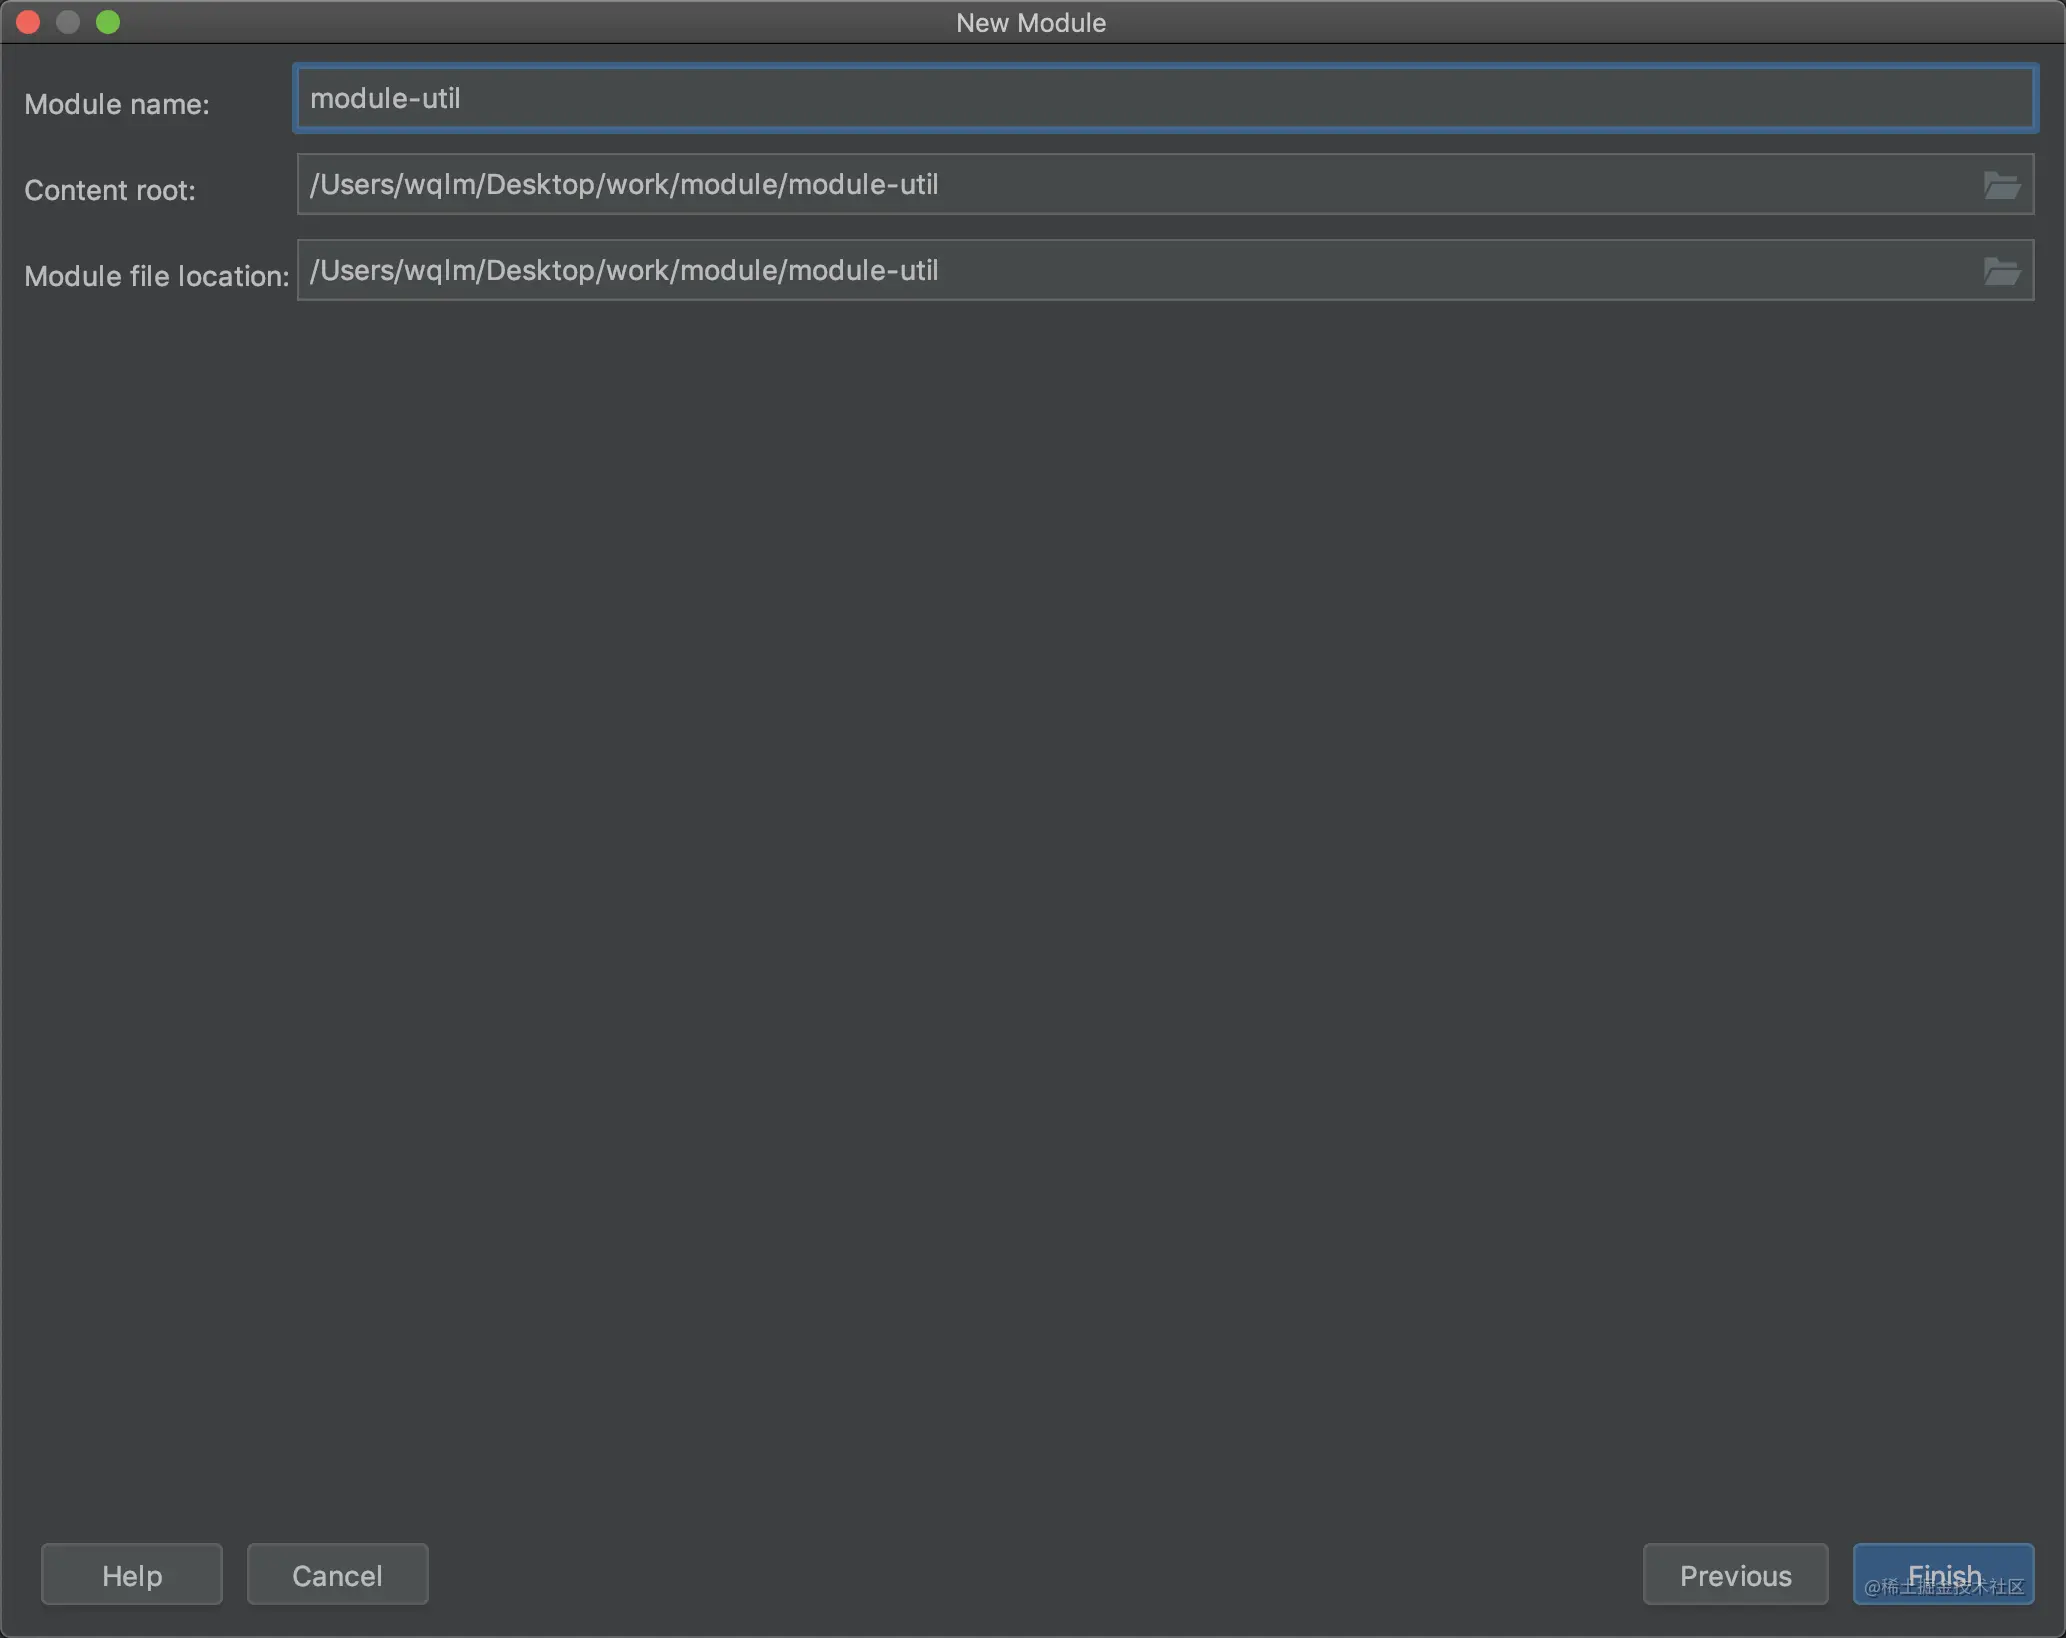 New Module
Module name: module-util
Content root: /Users/wqlm/Desktop/work/module/module-util
Module file location: /Users/wqlm/Desktop/work/module/module-util
Help Cancel Previous Finish
@稀土掘金技术社区